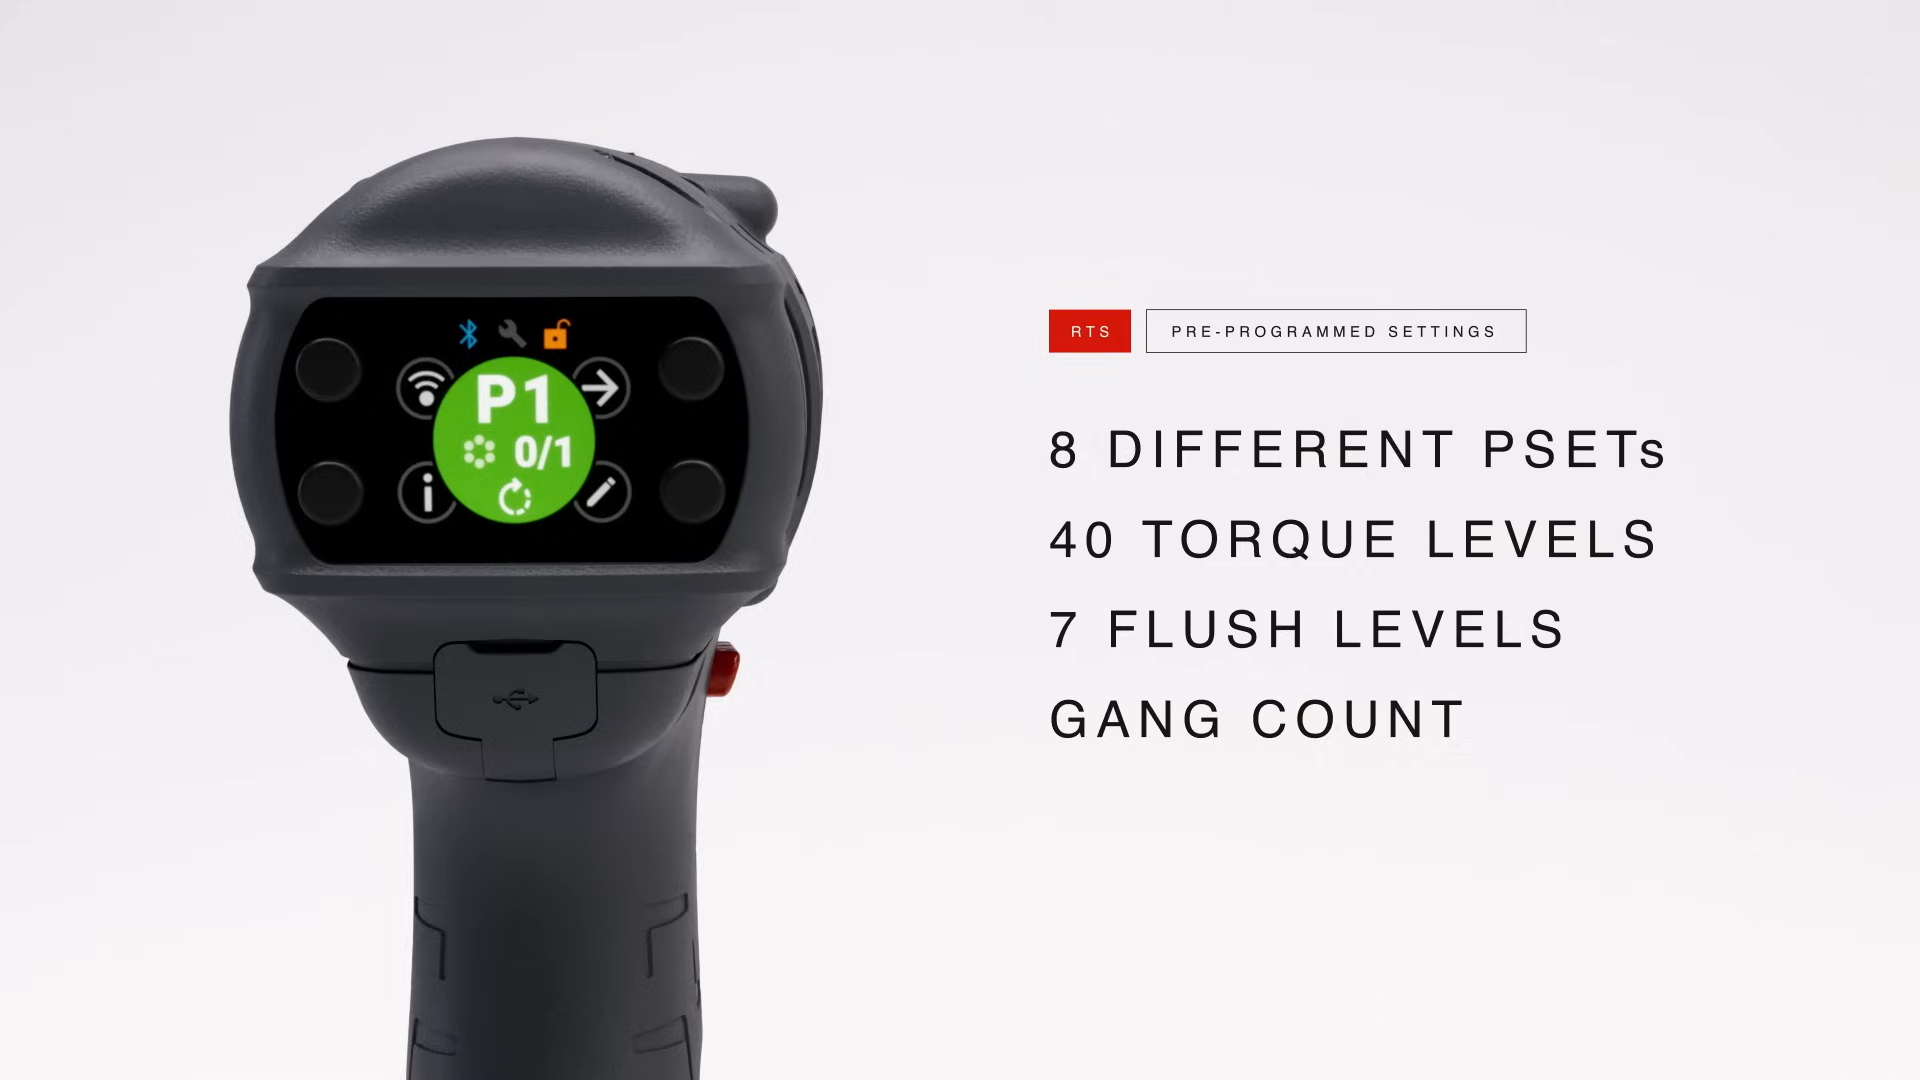 P1
0/1
RTS
PRE-PROGRAMMED SETTINGS
8 DIFFERENT PSETs
40 TORQUE LEVELS
7 FLUSH LEVELS
GANG COUNT